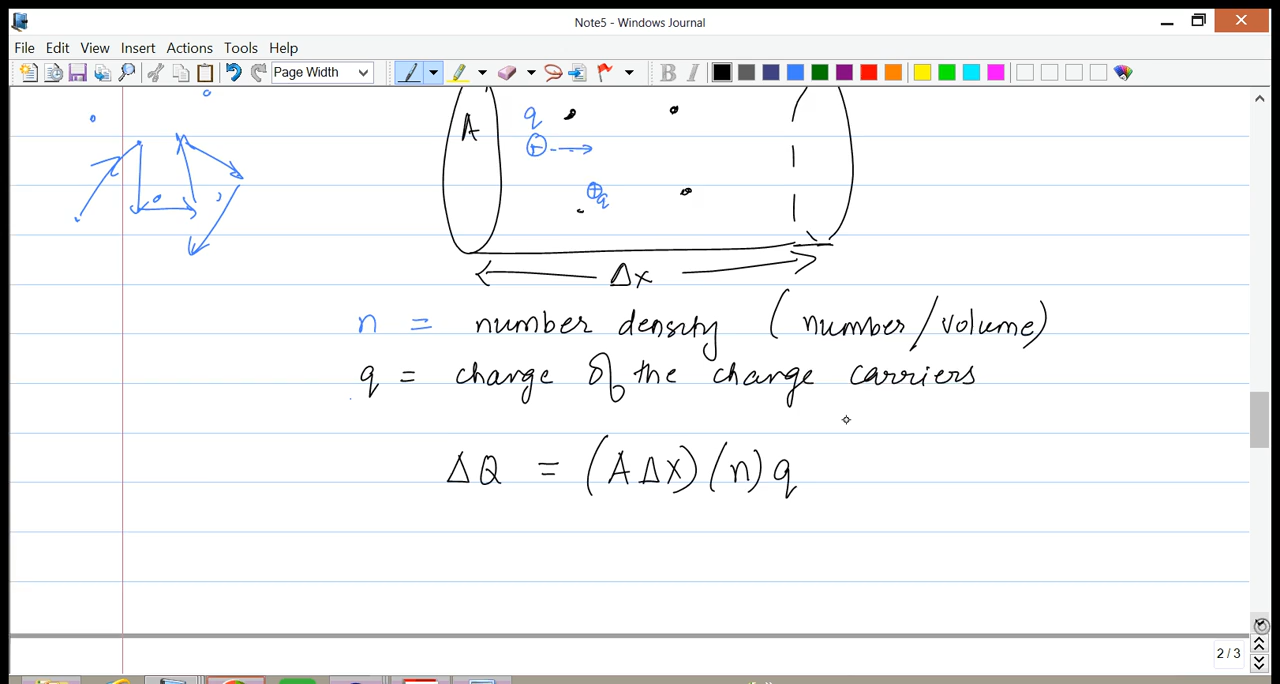 Note5 - Windows Journal
File Edit View Insert Actions Tools Help
Page Width
B I
A
q
q
Δx
n = number density (number/volume)
q = charge of the charge carriers
ΔQ = (AΔx)(n)q
2 / 3